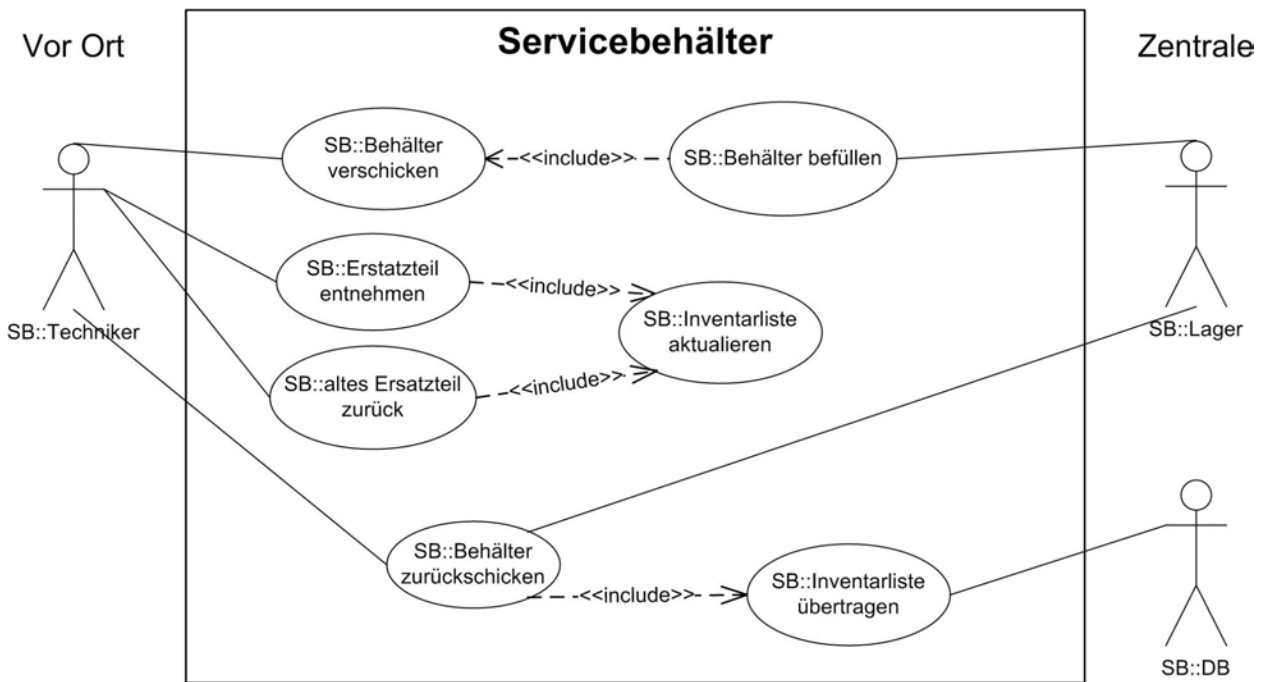 Vor Ort
Servicebehälter
Zentrale
SB::Behälter
verschicken
<<include>>
SB::Behälter befüllen
SB::Erstatzteil
entnehmen
<<include>>
SB::Inventarliste
aktualieren
SB::Techniker
SB::Lager
SB::altes Ersatzteil
zurück
<<include>>
SB::Behälter
zurückschicken
<<include>>
SB::Inventarliste
übertragen
SB::DB